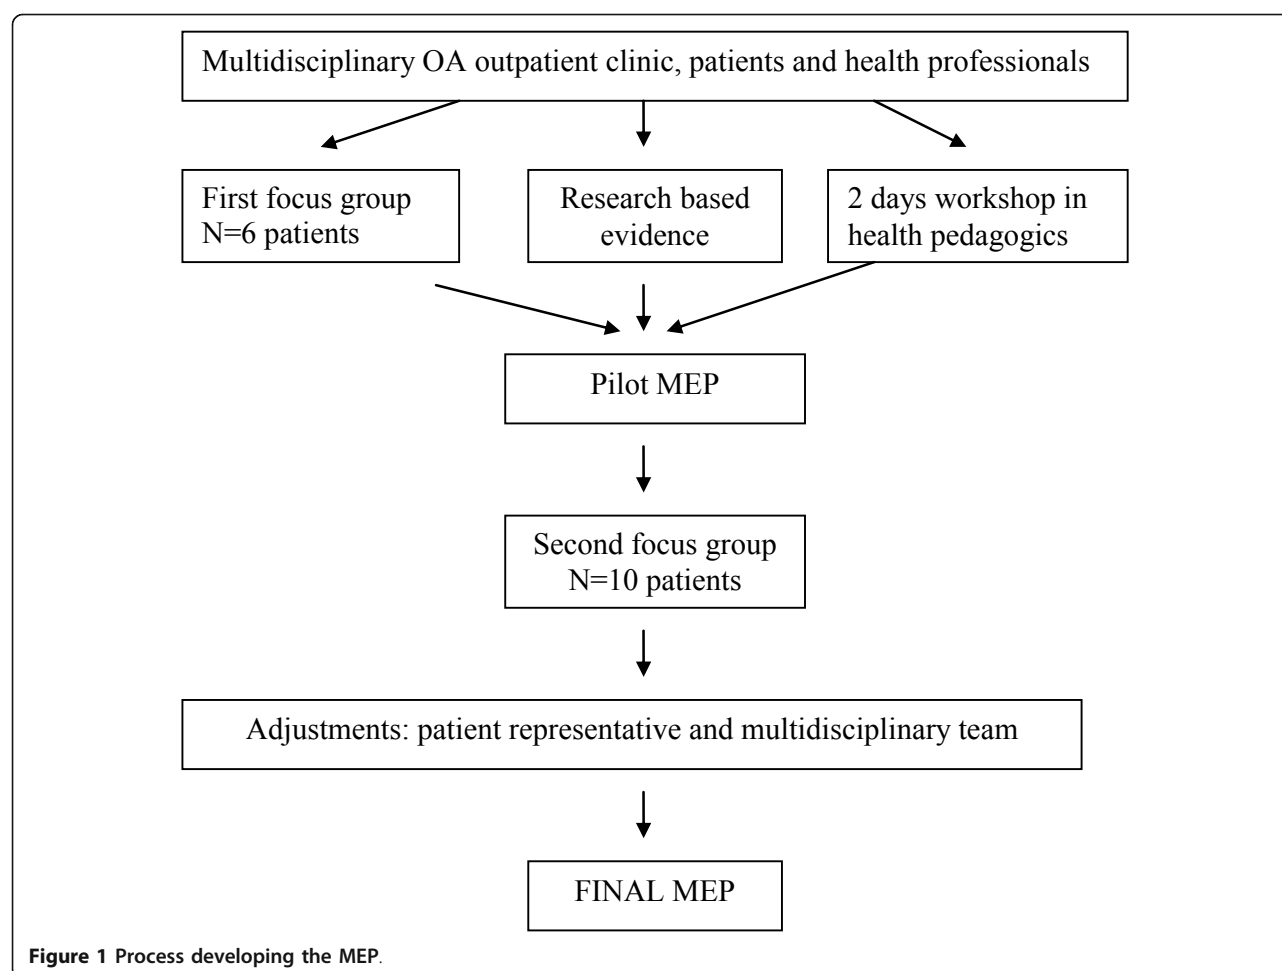 Multidisciplinary OA outpatient clinic, patients and health professionals
First focus group
N=6 patients
Research based
evidence
2 days workshop in
health pedagogics
Pilot MEP
Second focus group
N=10 patients
Adjustments: patient representative and multidisciplinary team
FINAL MEP
Figure 1 Process developing the MEP.